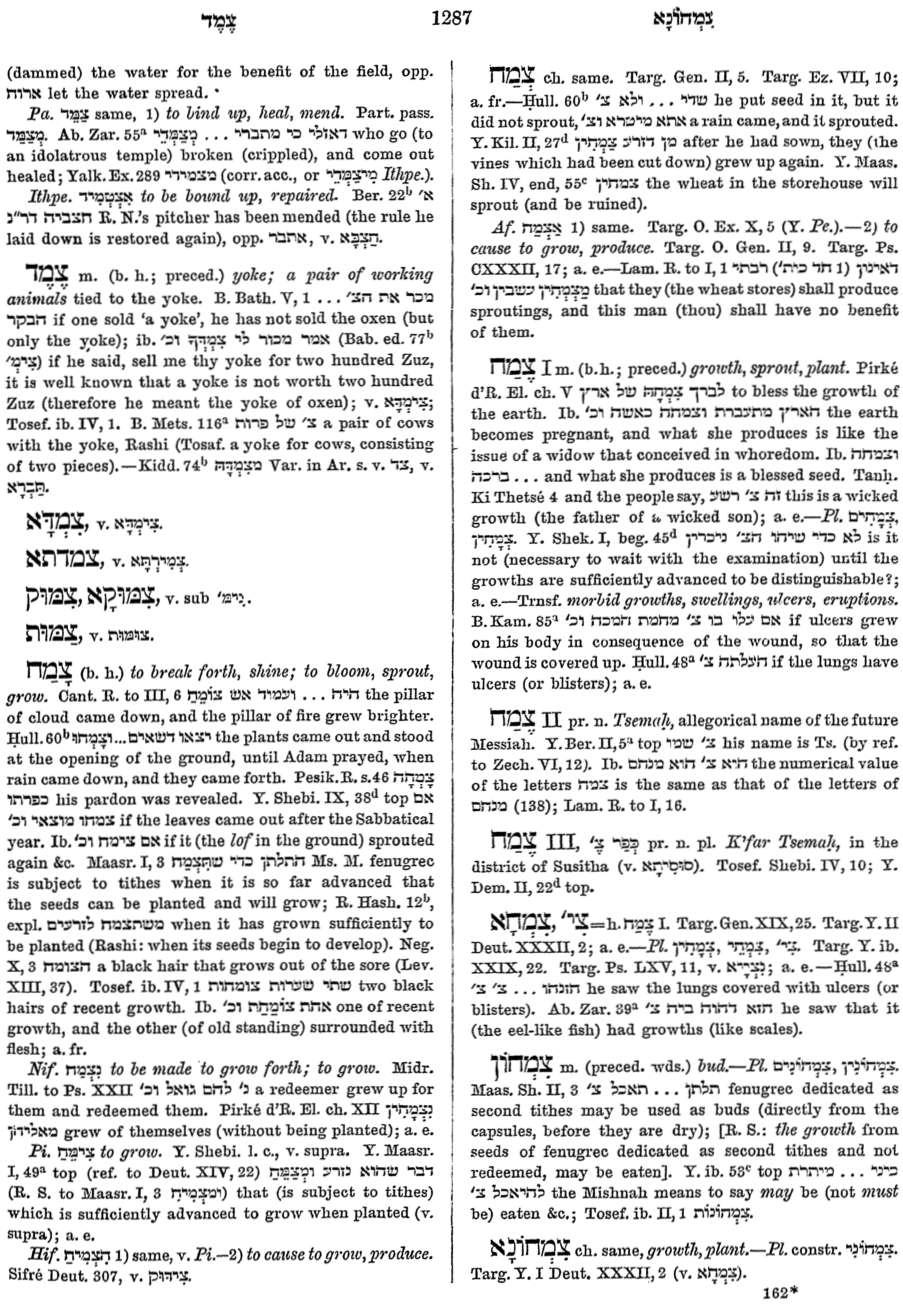 צֶמֶד
1287
צִמְחוֹנָא
(dammed) the water for the benefit of the field, opp.
ארוח let the water spread.
Pa. צַמֵּד same, 1) to bind up, heal, mend. Part. pass.
מְצַמַּד. Ab. Zar. 55ᵃ דאזלי כי מתברי ... מְצַמְּדֵי who go (to
an idolatrous temple) broken (crippled), and come out
healed; Yalk. Ex. 289 מצמידי (corr. acc., or מִיצַּמְּדֵי Ithpe.).
Ithpe. אִצְטְמִיד to be bound up, repaired. Ber. 22ᵇ א׳
חצביה דר״נ R. N.'s pitcher has been mended (the rule he
laid down is restored again), opp. אתבר, v. חַצְבָּא.
צֶמֶד m. (b. h.; preced.) yoke; a pair of working
animals tied to the yoke. B. Bath. V, 1 ... מכר את הצ׳
הבקר if one sold 'a yoke', he has not sold the oxen (but
only the yoke); ib. אמר מכור לי צִמְדְּךָ וכ׳ (Bab. ed. 77ᵇ
צִימ׳) if he said, sell me thy yoke for two hundred Zuz,
it is well known that a yoke is not worth two hundred
Zuz (therefore he meant the yoke of oxen); v. צִימְדָּא;
Tosef. ib. IV, 1. B. Mets. 116ᵃ צ׳ של פרות a pair of cows
with the yoke, Rashi (Tosaf. a yoke for cows, consisting
of two pieces).—Kidd. 74ᵇ מִצִמְדָּהּ Var. in Ar. s. v. צד, v.
תַּבְרָא.
צִמְדָּא, v. צִימְדָּא.
צמדתא, v. צְמִירְתָּא.
צִמּוּקָא, צִמּוּק, v. sub צִימּ׳.
צַמּוּת, v. צומות.
צָמַח (b. h.) to break forth, shine; to bloom, sprout,
grow. Cant. R. to III, 6 היה ... ועמוד אש צוֹמֵחַ the pillar
of cloud came down, and the pillar of fire grew brighter.
Ḥull. 60ᵇ יצאו דשאים...וצָמְחוּ the plants came out and stood
at the opening of the ground, until Adam prayed, when
rain came down, and they came forth. Pesik. R. s. 46 צָמְחָה
כפרתו his pardon was revealed. Y. Shebi. IX, 38ᵈ top אם
צמחו מוצאי וכ׳ if the leaves came out after the Sabbatical
year. Ib. אם צימח וכ׳ if it (the lof in the ground) sprouted
again &c. Maasr. I, 3 התלתן כדי שתִּצְמַח Ms. M. fenugrec
is subject to tithes when it is so far advanced that
the seeds can be planted and will grow; R. Hash. 12ᵇ,
expl. משתצמח לזרעים when it has grown sufficiently to
be planted (Rashi: when its seeds begin to develop). Neg.
X, 3 הצומח a black hair that grows out of the sore (Lev.
XIII, 37). Tosef. ib. IV, 1 שתי שערות צומחות two black
hairs of recent growth. Ib. אחת צוֹמַחַת וכ׳ one of recent
growth, and the other (of old standing) surrounded with
flesh; a. fr.
Nif. נִצְמַח to be made to grow forth; to grow. Midr.
Till. to Ps. XXII נ׳ להם גואל וכ׳ a redeemer grew up for
them and redeemed them. Pirké d'R. El. ch. XII נִצְמָחִין
מאליהן grew of themselves (without being planted); a. e.
Pi. צִימֵּחַ to grow. Y. Shebi. l. c., v. supra. Y. Maasr.
I, 49ᵃ top (ref. to Deut. XIV, 22) דבר שהוא נזרע ומְצַמֵּחַ
(R. S. to Maasr. I, 3 ומצמיח) that (is subject to tithes)
which is sufficiently advanced to grow when planted (v.
supra); a. e.
Hif. הִצְמִיחַ 1) same, v. Pi.—2) to cause to grow, produce.
Sifré Deut. 307, v. צִידּוּק.
צְמַח ch. same. Targ. Gen. II, 5. Targ. Ez. VII, 10;
a. fr.—Ḥull. 60ᵇ שדי ... ולא צ׳ he put seed in it, but it
did not sprout, אתא מיטרא וצ׳ a rain came, and it sprouted.
Y. Kil. II, 27ᵈ מן דזרע צָמְחִין after he had sown, they (the
vines which had been cut down) grew up again. Y. Maas.
Sh. IV, end, 55ᶜ צמחין the wheat in the storehouse will
sprout (and be ruined).
Af. אַצְמַח 1) same. Targ. O. Ex. X, 5 (Y. Pe.).—2) to
cause to grow, produce. Targ. O. Gen. II, 9. Targ. Ps.
CXXXII, 17; a. e.—Lam. R. to I, 1 רבתי (חד כית׳ 1) דאינון
מַצְמְחִין עשבין וכ׳ that they (the wheat stores) shall produce
sproutings, and this man (thou) shall have no benefit
of them.
צֶמַח I m. (b. h.; preced.) growth, sprout, plant. Pirké
d'R. El. ch. V לברך צִמְחָהּ של ארץ to bless the growth of
the earth. Ib. הארץ מתעברת וצמחה כאשה וכ׳ the earth
becomes pregnant, and what she produces is like the
issue of a widow that conceived in whoredom. Ib. וצמחה
ברכה ... and what she produces is a blessed seed. Tanḥ.
Ki Thetsé 4 and the people say, זה צ׳ רשע this is a wicked
growth (the father of a wicked son); a. e.—Pl. צְמָחִים,
צְמָחִין. Y. Shek. I, beg. 45ᵈ לא כדי שיהו הצ׳ ניכרין is it
not (necessary to wait with the examination) until the
growths are sufficiently advanced to be distinguishable?;
a. e.—Trnsf. morbid growths, swellings, ulcers, eruptions.
B. Kam. 85ᵃ אם עלו בו צ׳ מחמת המכה וכ׳ if ulcers grew
on his body in consequence of the wound, so that the
wound is covered up. Ḥull. 48ᵃ העלתה צ׳ if the lungs have
ulcers (or blisters); a. e.
צֶמַח II pr. n. Tsemaḥ, allegorical name of the future
Messiah. Y. Ber. II, 5ᵃ top צ׳ שמו his name is Ts. (by ref.
to Zech. VI, 12). Ib. הוא צ׳ הוא מנחם the numerical value
of the letters צמח is the same as that of the letters of
מנחם (138); Lam. R. to I, 16.
צֶמַח III, כְּפַר צֶ׳ pr. n. pl. K'far Tsemaḥ, in the
district of Susitha (v. סוּסִיתָא). Tosef. Shebi. IV, 10; Y.
Dem. II, 22ᵈ top.
צִמְחָא, צִי׳=h. צֶמַח I. Targ. Gen. XIX, 25. Targ. Y. II
Deut. XXXII, 2; a. e.—Pl. צִמְחִין, צִמְחֵי, צִי׳. Targ. Y. ib.
XXIX, 22. Targ. Ps. LXV, 11, v. נִצְרָא; a. e.—Ḥull. 48ᵃ
חזנהו ... צ׳ צ׳ he saw the lungs covered with ulcers (or
blisters). Ab. Zar. 39ᵃ חזא דהוה ביה צ׳ he saw that it
(the eel-like fish) had growths (like scales).
צִמְחוֹן m. (preced. wds.) bud.—Pl. צִמְחוֹנִים, צִמְחוֹנִין.
Maas. Sh. II, 3 תלתן ... תאכל צ׳ fenugrec dedicated as
second tithes may be used as buds (directly from the
capsules, before they are dry); [R. S.: the growth from
seeds of fenugrec dedicated as second tithes and not
redeemed, may be eaten]. Y. ib. 53ᶜ top כיני ... מיתרת
להיאכל צ׳ the Mishnah means to say may be (not must
be) eaten &c.; Tosef. ib. II, 1 צִמְחוֹנוֹת.
צִמְחוֹנָא ch. same, growth, plant.—Pl. constr. צִמְחוֹנֵי.
Targ. Y. I Deut. XXXII, 2 (v. צִמְחָא).
162*